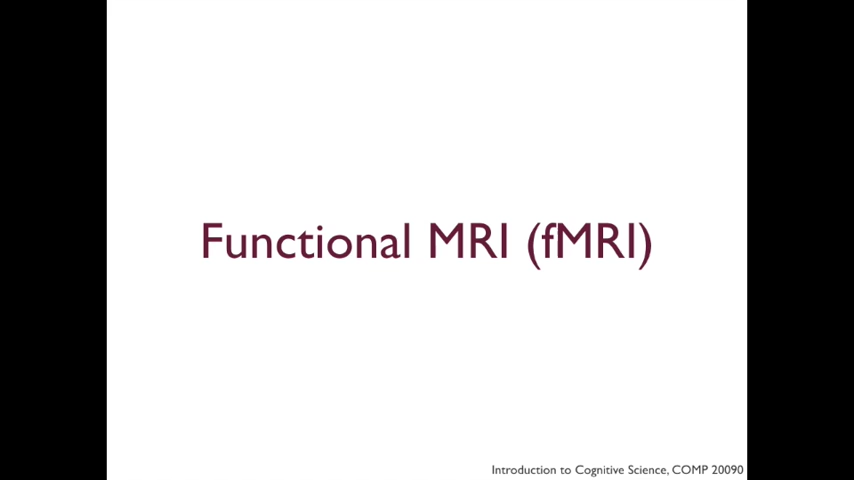 Functional MRI (fMRI)
Introduction to Cognitive Science, COMP 20090